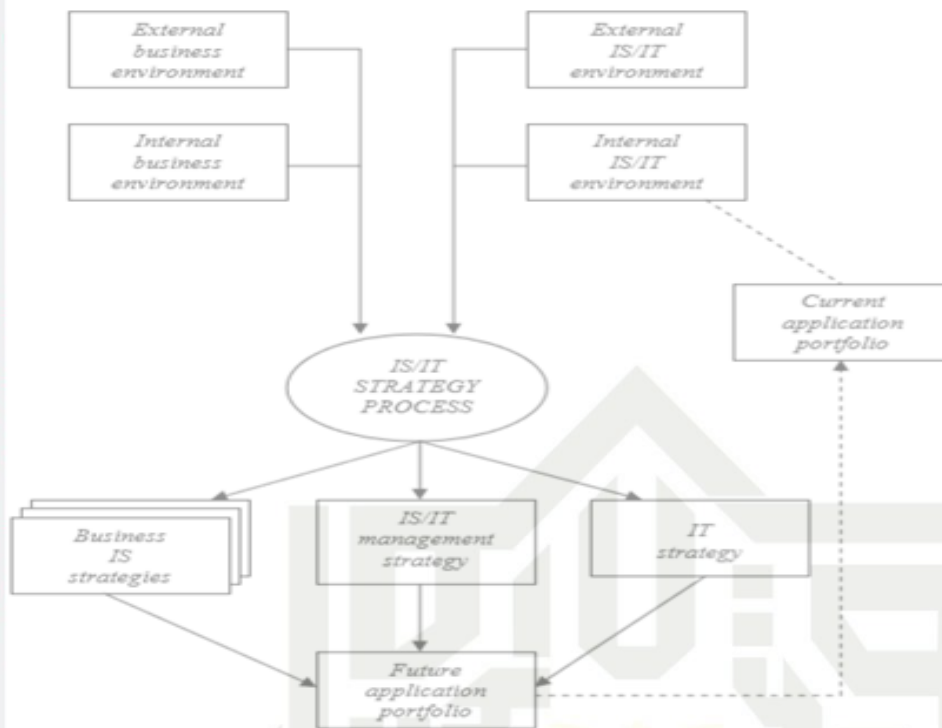 External
business
environment
External
IS/IT
environment
Internal
business
environment
Internal
IS/IT
environment
Current
application
portfolio
IS/IT
STRATEGY
PROCESS
Business
IS
strategies
IS/IT
management
strategy
IT
strategy
Future
application
portfolio